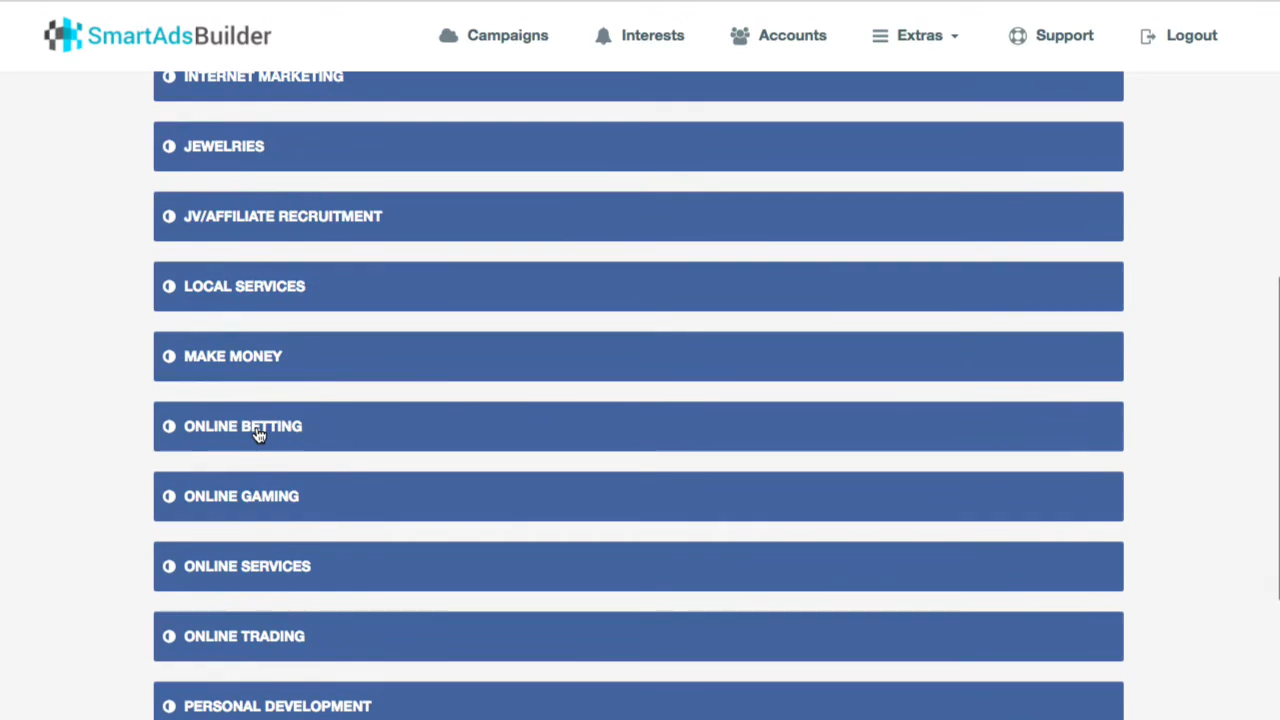 SmartAdsBuilder
Campaigns
Interests
Accounts
Extras
Support
Logout
INTERNET MARKETING
JEWELRIES
JV/AFFILIATE RECRUITMENT
LOCAL SERVICES
MAKE MONEY
ONLINE BETTING
ONLINE GAMING
ONLINE SERVICES
ONLINE TRADING
PERSONAL DEVELOPMENT